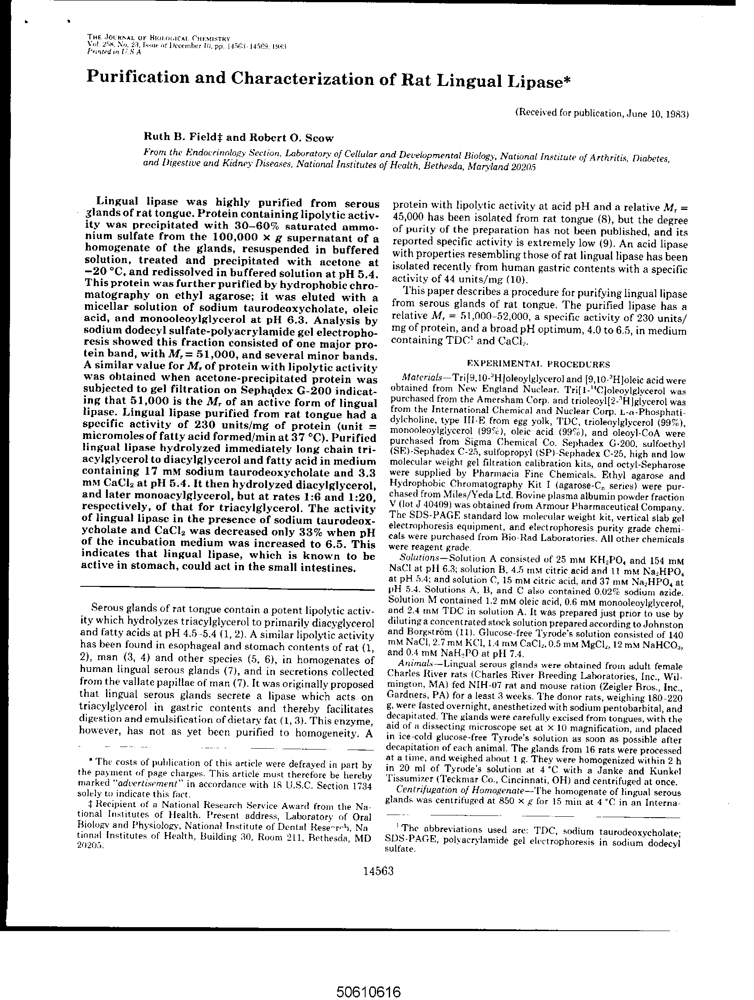 THE JOURNAL OF BIOLOGICAL CHEMISTRY
Vol. 258, No. 23, Issue of December 10, pp. 14563-14569, 1983
Printed in U.S.A.
Purification and Characterization of Rat Lingual Lipase*
(Received for publication, June 10, 1983)
Ruth B. Field‡ and Robert O. Scow
From the Endocrinology Section, Laboratory of Cellular and Developmental Biology, National Institute of Arthritis, Diabetes,
and Digestive and Kidney Diseases, National Institutes of Health, Bethesda, Maryland 20205
Lingual lipase was highly purified from serous
glands of rat tongue. Protein containing lipolytic activ-
ity was precipitated with 30–60% saturated ammo-
nium sulfate from the 100,000 × g supernatant of a
homogenate of the glands, resuspended in buffered
solution, treated and precipitated with acetone at
−20 °C, and redissolved in buffered solution at pH 5.4.
This protein was further purified by hydrophobic chro-
matography on ethyl agarose; it was eluted with a
micellar solution of sodium taurodeoxycholate, oleic
acid, and monooleoylglycerol at pH 6.3. Analysis by
sodium dodecyl sulfate-polyacrylamide gel electropho-
resis showed this fraction consisted of one major pro-
tein band, with Mr = 51,000, and several minor bands.
A similar value for Mr of protein with lipolytic activity
was obtained when acetone-precipitated protein was
subjected to gel filtration on Sephadex G-200 indicat-
ing that 51,000 is the Mr of an active form of lingual
lipase. Lingual lipase purified from rat tongue had a
specific activity of 230 units/mg of protein (unit =
micromoles of fatty acid formed/min at 37 °C). Purified
lingual lipase hydrolyzed immediately long chain tri-
acylglycerol to diacylglycerol and fatty acid in medium
containing 17 mM sodium taurodeoxycholate and 3.3
mM CaCl₂ at pH 5.4. It then hydrolyzed diacylglycerol,
and later monoacylglycerol, but at rates 1:6 and 1:20,
respectively, of that for triacylglycerol. The activity
of lingual lipase in the presence of sodium taurodeox-
ycholate and CaCl₂ was decreased only 33% when pH
of the incubation medium was increased to 6.5. This
indicates that lingual lipase, which is known to be
active in stomach, could act in the small intestines.
Serous glands of rat tongue contain a potent lipolytic activ-
ity which hydrolyzes triacylglycerol to primarily diacyglycerol
and fatty acids at pH 4.5-5.4 (1, 2). A similar lipolytic activity
has been found in esophageal and stomach contents of rat (1,
2), man (3, 4) and other species (5, 6), in homogenates of
human lingual serous glands (7), and in secretions collected
from the vallate papillae of man (7). It was originally proposed
that lingual serous glands secrete a lipase which acts on
triacylglycerol in gastric contents and thereby facilitates
digestion and emulsification of dietary fat (1, 3). This enzyme,
however, has not as yet been purified to homogeneity. A
* The costs of publication of this article were defrayed in part by
the payment of page charges. This article must therefore be hereby
marked "advertisement" in accordance with 18 U.S.C. Section 1734
solely to indicate this fact.
‡ Recipient of a National Research Service Award from the Na-
tional Institutes of Health. Present address, Laboratory of Oral
Biology and Physiology, National Institute of Dental Research, Na
tional Institutes of Health, Building 30, Room 211, Bethesda, MD
20205.
protein with lipolytic activity at acid pH and a relative Mr =
45,000 has been isolated from rat tongue (8), but the degree
of purity of the preparation has not been published, and its
reported specific activity is extremely low (9). An acid lipase
with properties resembling those of rat lingual lipase has been
isolated recently from human gastric contents with a specific
activity of 44 units/mg (10).
This paper describes a procedure for purifying lingual lipase
from serous glands of rat tongue. The purified lipase has a
relative Mr = 51,000-52,000, a specific activity of 230 units/
mg of protein, and a broad pH optimum, 4.0 to 6.5, in medium
containing TDC¹ and CaCl₂.
EXPERIMENTAL PROCEDURES
Materials—Tri[9,10-³H]oleoylglycerol and [9,10-³H]oleic acid were
obtained from New England Nuclear. Tri[1-¹⁴C]oleoylglycerol was
purchased from the Amersham Corp. and trioleoyl[2-³H]glycerol was
from the International Chemical and Nuclear Corp. L-α-Phosphati-
dylcholine, type III-E from egg yolk, TDC, trioleoylglycerol (99%),
monooleoylglycerol (99%), oleic acid (99%), and oleoyl-CoA were
purchased from Sigma Chemical Co. Sephadex G-200, sulfoethyl
(SE)-Sephadex C-25, sulfopropyl (SP)-Sephadex C-25, high and low
molecular weight gel filtration calibration kits, and octyl-Sepharose
were supplied by Pharmacia Fine Chemicals. Ethyl agarose and
Hydrophobic Chromatography Kit I (agarose-Cn series) were pur-
chased from Miles/Yeda Ltd. Bovine plasma albumin powder fraction
V (lot J 40409) was obtained from Armour Pharmaceutical Company.
The SDS-PAGE standard low molecular weight kit, vertical slab gel
electrophoresis equipment, and electrophoresis purity grade chemi-
cals were purchased from Bio-Rad Laboratories. All other chemicals
were reagent grade.
Solutions—Solution A consisted of 25 mM KH₂PO₄ and 154 mM
NaCl at pH 6.3; solution B, 4.5 mM citric acid and 11 mM Na₂HPO₄
at pH 5.4; and solution C, 15 mM citric acid, and 37 mM Na₂HPO₄ at
pH 5.4. Solutions A, B, and C also contained 0.02% sodium azide.
Solution M contained 1.2 mM oleic acid, 0.6 mM monooleoylglycerol,
and 2.4 mM TDC in solution A. It was prepared just prior to use by
diluting a concentrated stock solution prepared according to Johnston
and Borgström (11). Glucose-free Tyrode's solution consisted of 140
mM NaCl, 2.7 mM KCl, 1.4 mM CaCl₂, 0.5 mM MgCl₂, 12 mM NaHCO₃,
and 0.4 mM NaH₂PO at pH 7.4.
Animals—Lingual serous glands were obtained from adult female
Charles River rats (Charles River Breeding Laboratories, Inc., Wil-
mington, MA) fed NIH-07 rat and mouse ration (Zeigler Bros., Inc.,
Gardners, PA) for a least 3 weeks. The donor rats, weighing 180-220
g, were fasted overnight, anesthetized with sodium pentobarbital, and
decapitated. The glands were carefully excised from tongues, with the
aid of a dissecting microscope set at × 10 magnification, and placed
in ice-cold glucose-free Tyrode's solution as soon as possible after
decapitation of each animal. The glands from 16 rats were processed
at a time, and weighed about 1 g. They were homogenized within 2 h
in 20 ml of Tyrode's solution at 4 °C with a Janke and Kunkel
Tissumizer (Teckmar Co., Cincinnati, OH) and centrifuged at once.
Centrifugation of Homogenate—The homogenate of lingual serous
glands was centrifuged at 850 × g for 15 min at 4 °C in an Interna-
¹ The abbreviations used are: TDC, sodium taurodeoxycholate;
SDS-PAGE, polyacrylamide gel electrophoresis in sodium dodecyl
sulfate.
14563
50610616